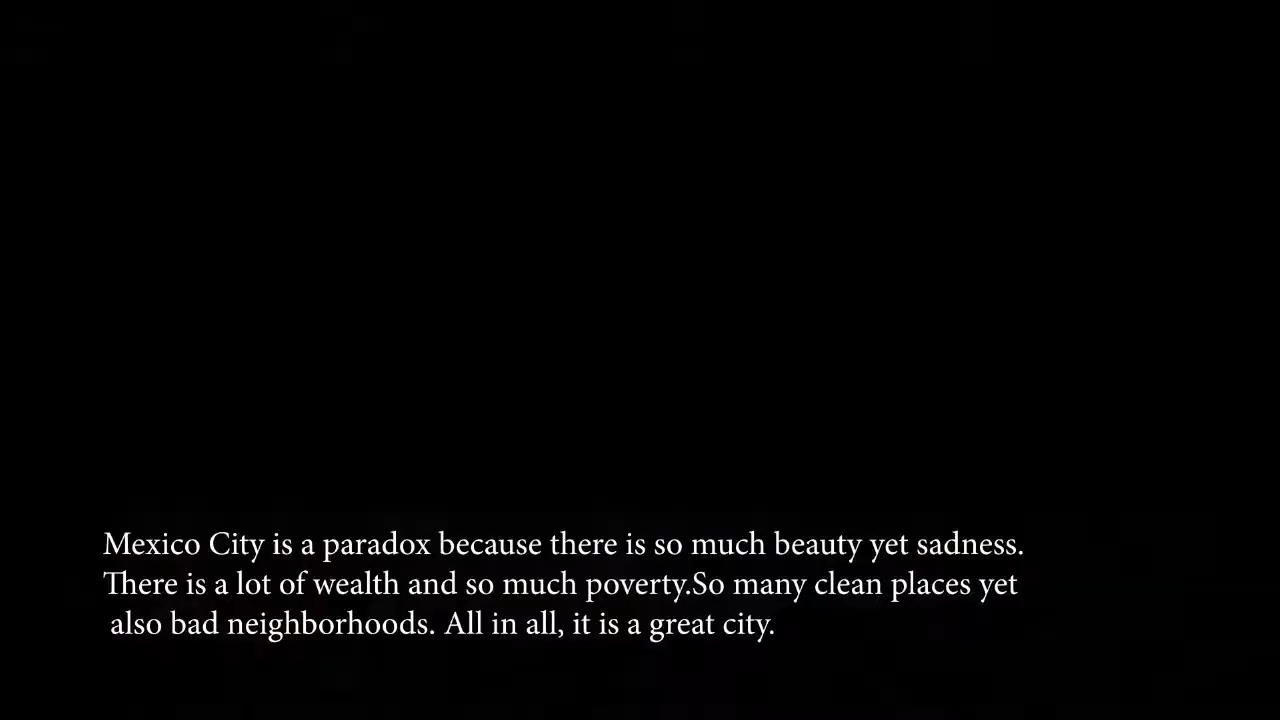 Mexico City is a paradox because there is so much beauty yet sadness.
There is a lot of wealth and so much poverty.So many clean places yet
also bad neighborhoods. All in all, it is a great city.